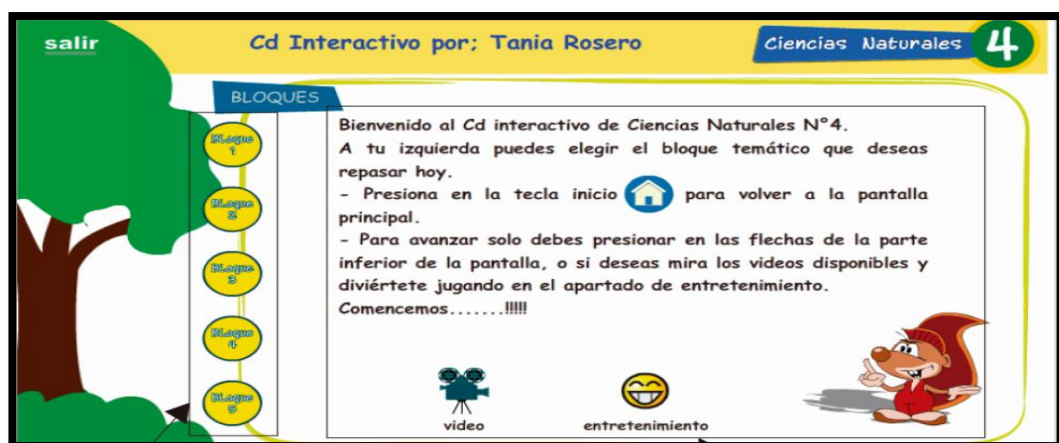 salir
Cd Interactivo por; Tania Rosero
Ciencias Naturales 4
BLOQUES
Bloque
1
Bloque
2
Bloque
3
Bloque
4
Bloque
5
Bienvenido al Cd interactivo de Ciencias Naturales N°4.
A tu izquierda puedes elegir el bloque temático que deseas
repasar hoy.
- Presiona en la tecla inicio para volver a la pantalla
principal.
- Para avanzar solo debes presionar en las flechas de la parte
inferior de la pantalla, o si deseas mira los videos disponibles y
diviértete jugando en el apartado de entretenimiento.
Comencemos.......!!!!!
video
entretenimiento